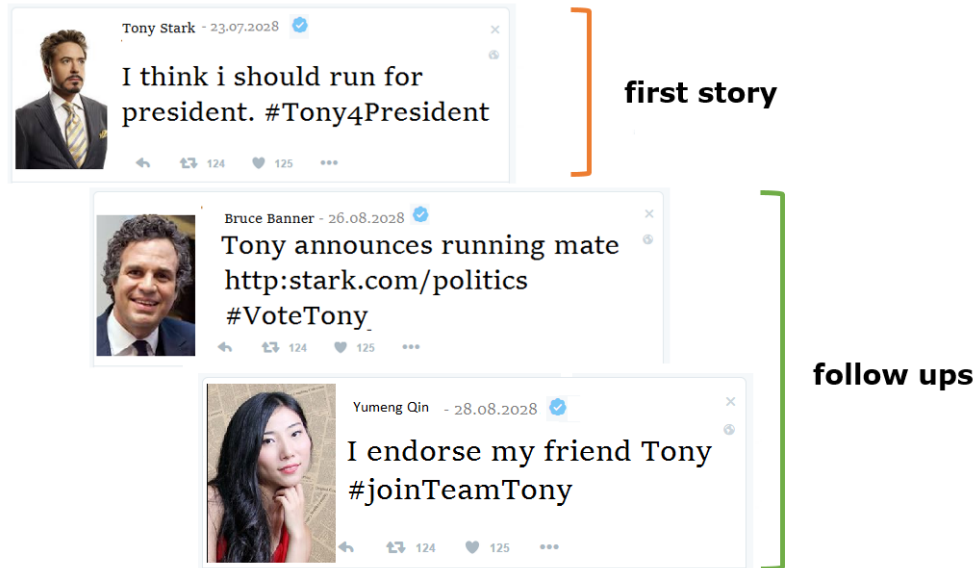 Tony Stark - 23.07.2028
I think i should run for
president. #Tony4President
124 125
first story
Bruce Banner - 26.08.2028
Tony announces running mate
http:stark.com/politics
#VoteTony
124 125
follow ups
Yumeng Qin - 28.08.2028
I endorse my friend Tony
#joinTeamTony
124 125